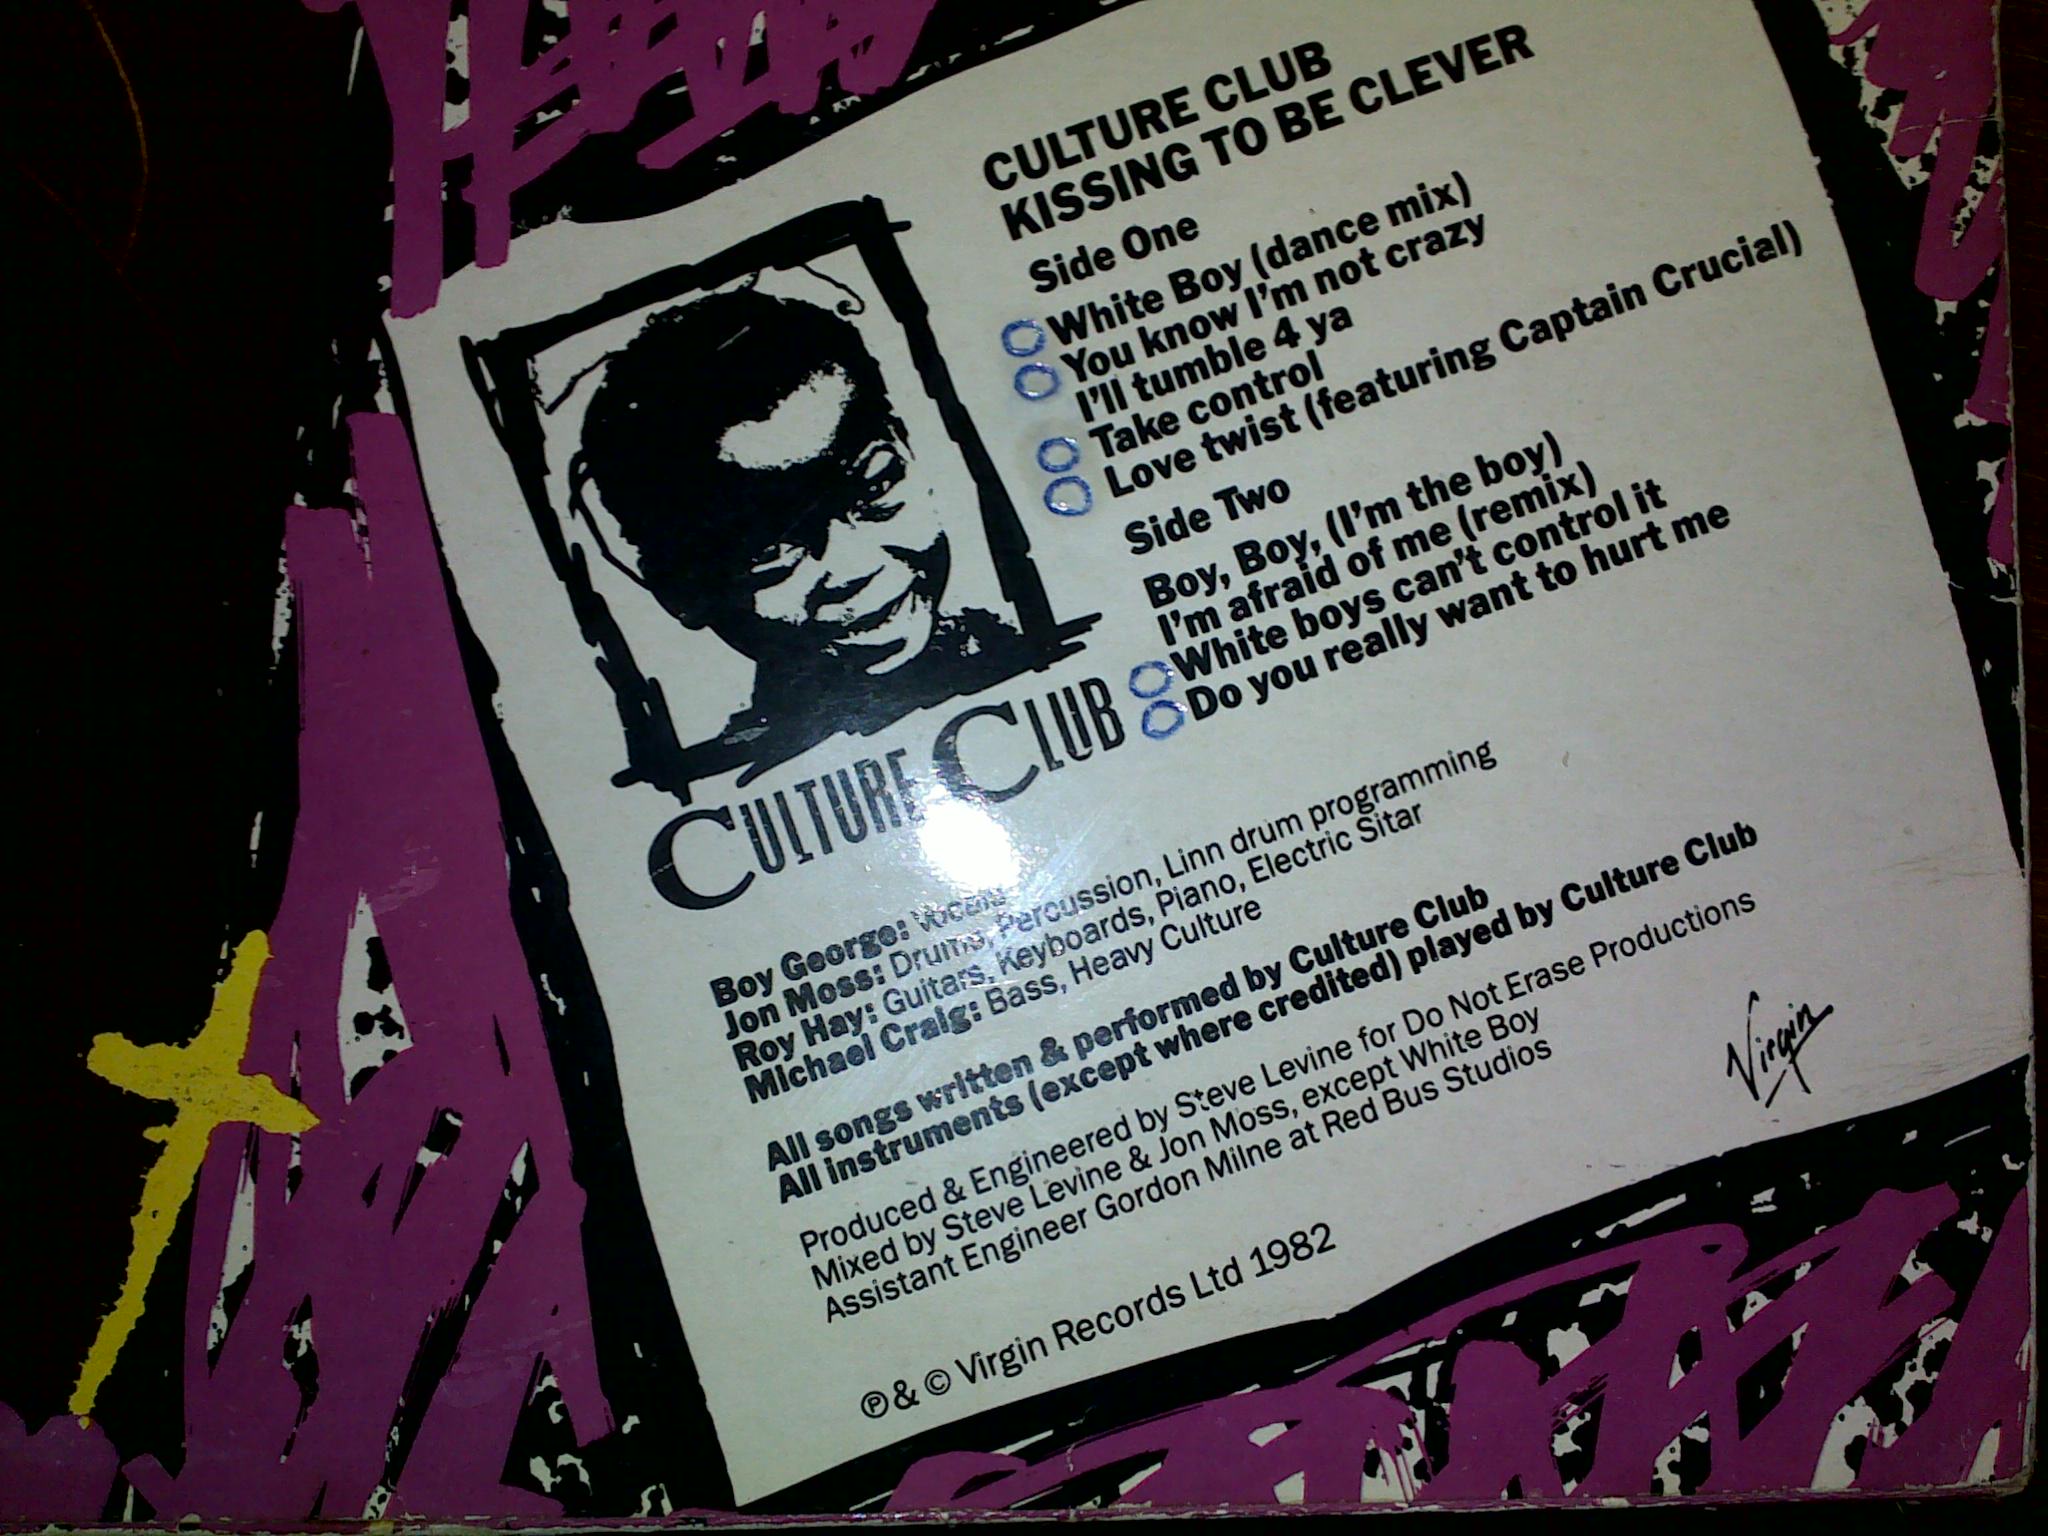 CULTURE CLUB
KISSING TO BE CLEVER
Side One
White Boy (dance mix)
You know I'm not crazy
I'll tumble 4 ya
Take control
Love twist (featuring Captain Crucial)
Side Two
Boy, Boy, (I'm the boy)
I'm afraid of me (remix)
White boys can't control it
Do you really want to hurt me
CULTURE CLUB
Boy George: Vocals
Jon Moss: Drums, Percussion, Linn drum programming
Roy Hay: Guitars, Keyboards, Piano, Electric Sitar
Michael Craig: Bass, Heavy Culture
All songs written & performed by Culture Club
All instruments (except where credited) played by Culture Club
Produced & Engineered by Steve Levine for Do Not Erase Productions
Mixed by Steve Levine & Jon Moss, except White Boy
Assistant Engineer Gordon Milne at Red Bus Studios
Virgin
℗ & © Virgin Records Ltd 1982